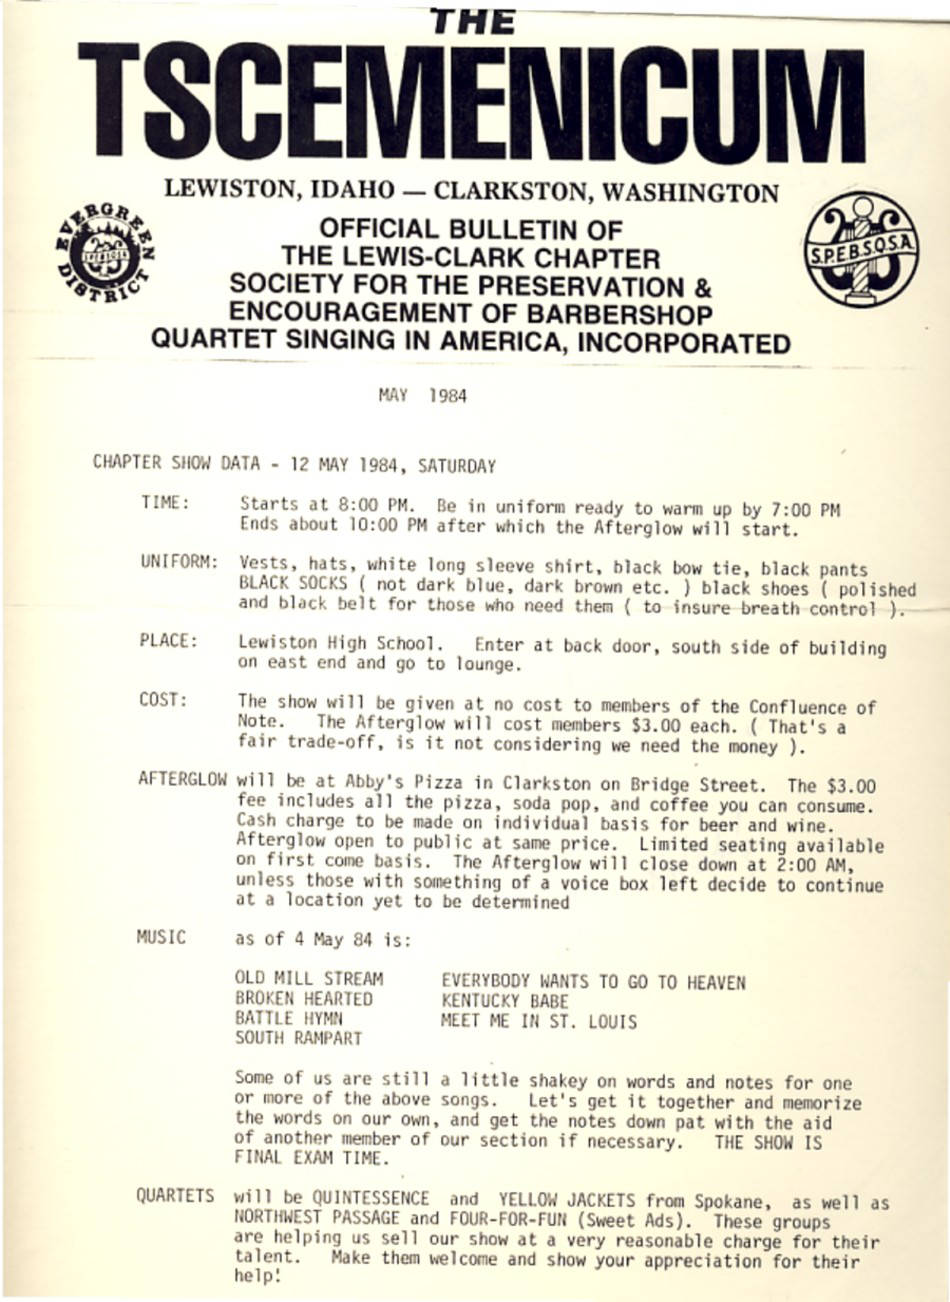 THE
TSCEMENICUM
LEWISTON, IDAHO — CLARKSTON, WASHINGTON
EVERGREEN DISTRICT
S.P.E.B.S.Q.S.A.
OFFICIAL BULLETIN OF
THE LEWIS-CLARK CHAPTER
SOCIETY FOR THE PRESERVATION &
ENCOURAGEMENT OF BARBERSHOP
QUARTET SINGING IN AMERICA, INCORPORATED
MAY 1984
CHAPTER SHOW DATA - 12 MAY 1984, SATURDAY
TIME: Starts at 8:00 PM. Be in uniform ready to warm up by 7:00 PM
Ends about 10:00 PM after which the Afterglow will start.
UNIFORM: Vests, hats, white long sleeve shirt, black bow tie, black pants
BLACK SOCKS ( not dark blue, dark brown etc. ) black shoes ( polished
and black belt for those who need them ( to insure breath control ).
PLACE: Lewiston High School. Enter at back door, south side of building
on east end and go to lounge.
COST: The show will be given at no cost to members of the Confluence of
Note. The Afterglow will cost members $3.00 each. ( That's a
fair trade-off, is it not considering we need the money ).
AFTERGLOW will be at Abby's Pizza in Clarkston on Bridge Street. The $3.00
fee includes all the pizza, soda pop, and coffee you can consume.
Cash charge to be made on individual basis for beer and wine.
Afterglow open to public at same price. Limited seating available
on first come basis. The Afterglow will close down at 2:00 AM,
unless those with something of a voice box left decide to continue
at a location yet to be determined
MUSIC as of 4 May 84 is:
OLD MILL STREAM EVERYBODY WANTS TO GO TO HEAVEN
BROKEN HEARTED KENTUCKY BABE
BATTLE HYMN MEET ME IN ST. LOUIS
SOUTH RAMPART
Some of us are still a little shakey on words and notes for one
or more of the above songs. Let's get it together and memorize
the words on our own, and get the notes down pat with the aid
of another member of our section if necessary. THE SHOW IS
FINAL EXAM TIME.
QUARTETS will be QUINTESSENCE and YELLOW JACKETS from Spokane, as well as
NORTHWEST PASSAGE and FOUR-FOR-FUN (Sweet Ads). These groups
are helping us sell our show at a very reasonable charge for their
talent. Make them welcome and show your appreciation for their
help!